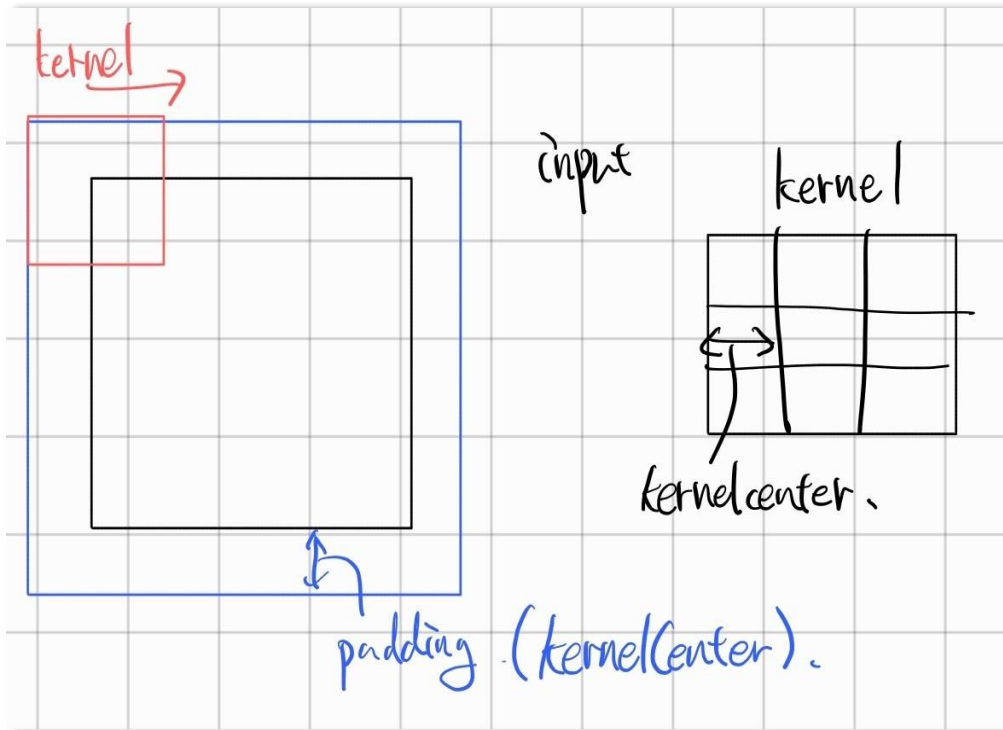 kernel
input
kernel
kernelcenter.
padding (kernelCenter).